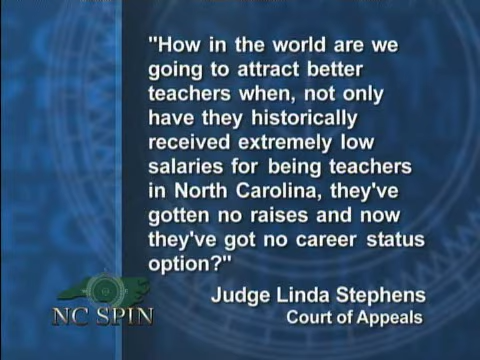 "How in the world are we
going to attract better
teachers when, not only
have they historically
received extremely low
salaries for being teachers
in North Carolina, they've
gotten no raises and now
they've got no career status
option?"
Judge Linda Stephens
Court of Appeals
NC SPIN